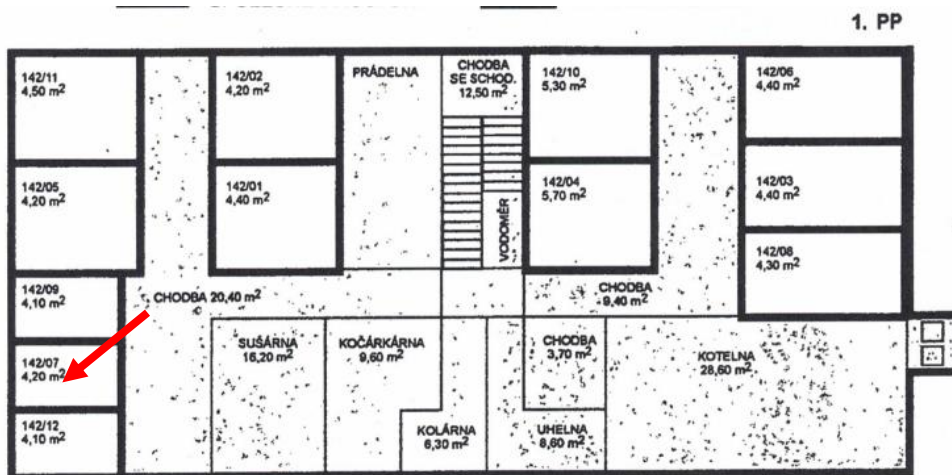 1. PP
142/11
4,50 m²
142/02
4,20 m²
PRÁDELNA
CHODBA
SE SCHOD.
12,50 m²
142/10
5,30 m²
142/06
4,40 m²
142/05
4,20 m²
142/01
4,40 m²
VODOMĚR
142/04
5,70 m²
142/03
4,40 m²
142/08
4,30 m²
142/09
4,10 m²
CHODBA 20,40 m²
CHODBA
9,40 m²
142/07
4,20 m²
SUŠÁRNA
16,20 m²
KOČÁRKÁRNA
9,60 m²
CHODBA
3,70 m²
KOTELNA
28,60 m²
142/12
4,10 m²
KOLÁRNA
6,30 m²
UHELNA
8,60 m²